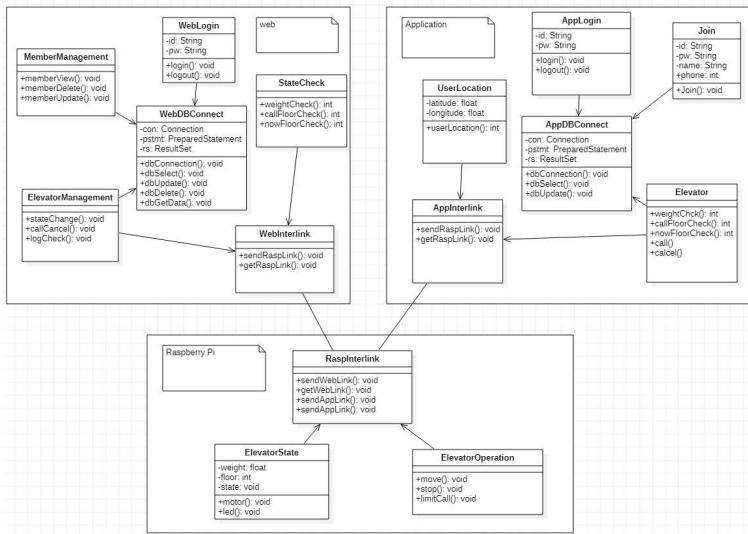 web
WebLogin
-id: String
-pw: String
+login(): void
+logout(): void
MemberManagement
+memberView(): void
+memberDelete(): void
+memberUpdate(): void
StateCheck
+weightCheck(): int
+callFloorCheck(): int
+nowFloorCheck(): int
WebDBConnect
-con: Connection
-pstmt: PreparedStatement
-rs: ResultSet
+dbConnection(): void
+dbSelect(): void
+dbUpdate(): void
+dbDelete(): void
+dbGetData(): void
ElevatorManagement
+stateChange(): void
+callCancel(): void
+logCheck(): void
WebInterlink
+sendRaspLink(): void
+getRaspLink(): void
Application
AppLogin
-id: String
-pw: String
+login(): void
+logout(): void
Join
-id: String
-pw: String
-name: String
+phone: int
+Join(): void
UserLocation
-latitude: float
-longitude: float
+userLocation(): int
AppDBConnect
-con: Connection
-pstmt: PreparedStatement
-rs: ResultSet
+dbConnection(): void
+dbSelect(): void
+dbUpdate(): void
Elevator
+weightChck(): int
+callFloorCheck(): int
+nowFloorCheck(): int
+call()
+calcel()
AppInterlink
+sendRaspLink(): void
+getRaspLink(): void
Raspberry Pi
RaspInterlink
+sendWebLink(): void
+getWebLink(): void
+sendAppLink(): void
+sendAppLink(): void
ElevatorState
-weight: float
-floor: int
-state: void
+motor(): void
+led(): void
ElevatorOperation
+move(): void
+stop(): void
+limitCall(): void